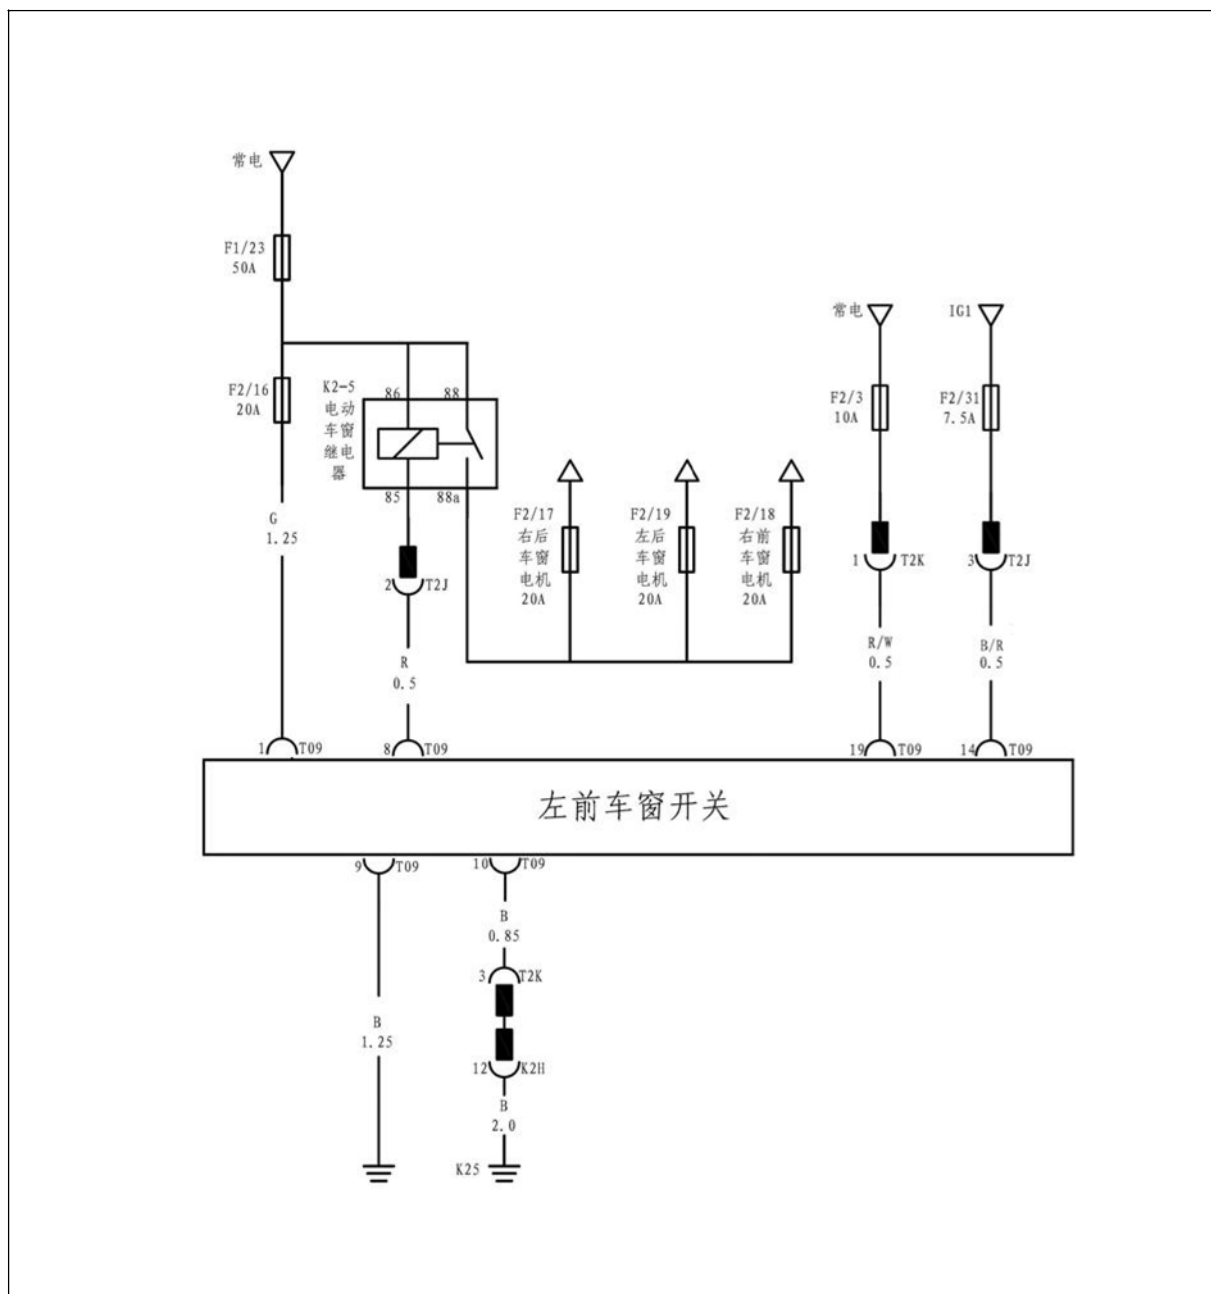 常电
F1/23
50A
常电
IG1
F2/16
20A
K2-5
电动
车窗
继电
器
86
88
85
88a
F2/3
10A
F2/31
7.5A
G
1.25
F2/17
右后
车窗
电机
20A
F2/19
左后
车窗
电机
20A
F2/18
右前
车窗
电机
20A
2 T2J
1 T2K
3 T2J
R
0.5
R/W
0.5
B/R
0.5
1 T09
8 T09
19 T09
14 T09
左前车窗开关
9 T09
10 T09
B
0.85
3 T2K
B
1.25
12 K2H
B
2.0
K25